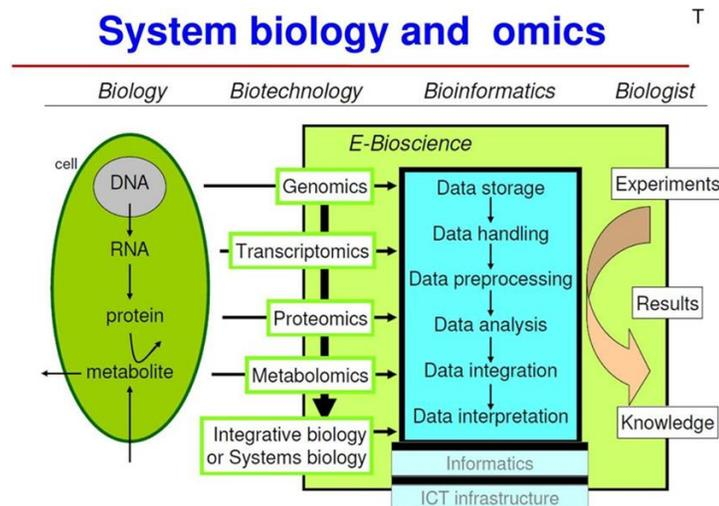 T
System biology and omics
Biology Biotechnology Bioinformatics Biologist
E-Bioscience
cell
DNA
RNA
protein
metabolite
Genomics
Transcriptomics
Proteomics
Metabolomics
Integrative biology
or Systems biology
Data storage
Data handling
Data preprocessing
Data analysis
Data integration
Data interpretation
Informatics
ICT infrastructure
Experiments
Results
Knowledge